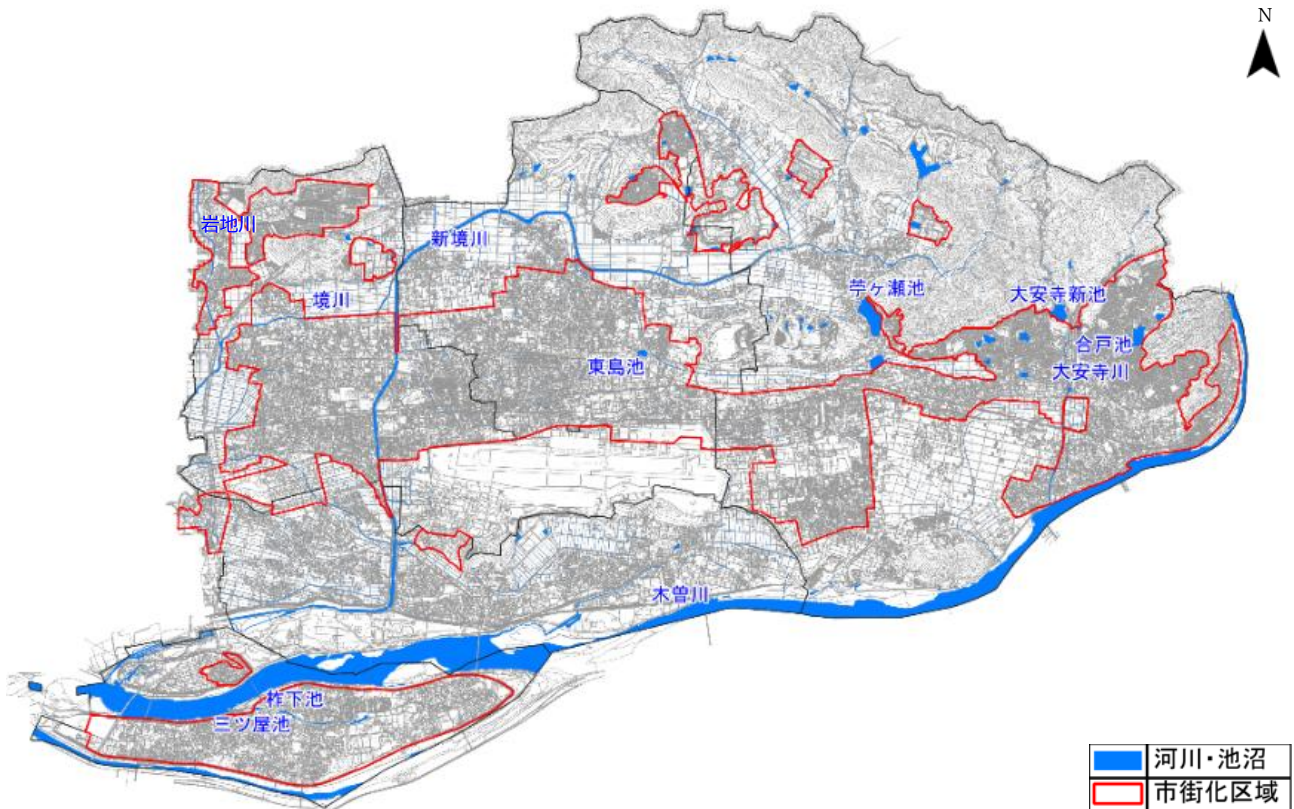 N
岩地川
新境川
境川
苧ヶ瀬池
大安寺新池
合戸池
大安寺川
東島池
木曽川
柞下池
三ツ屋池
河川・池沼
市街化区域